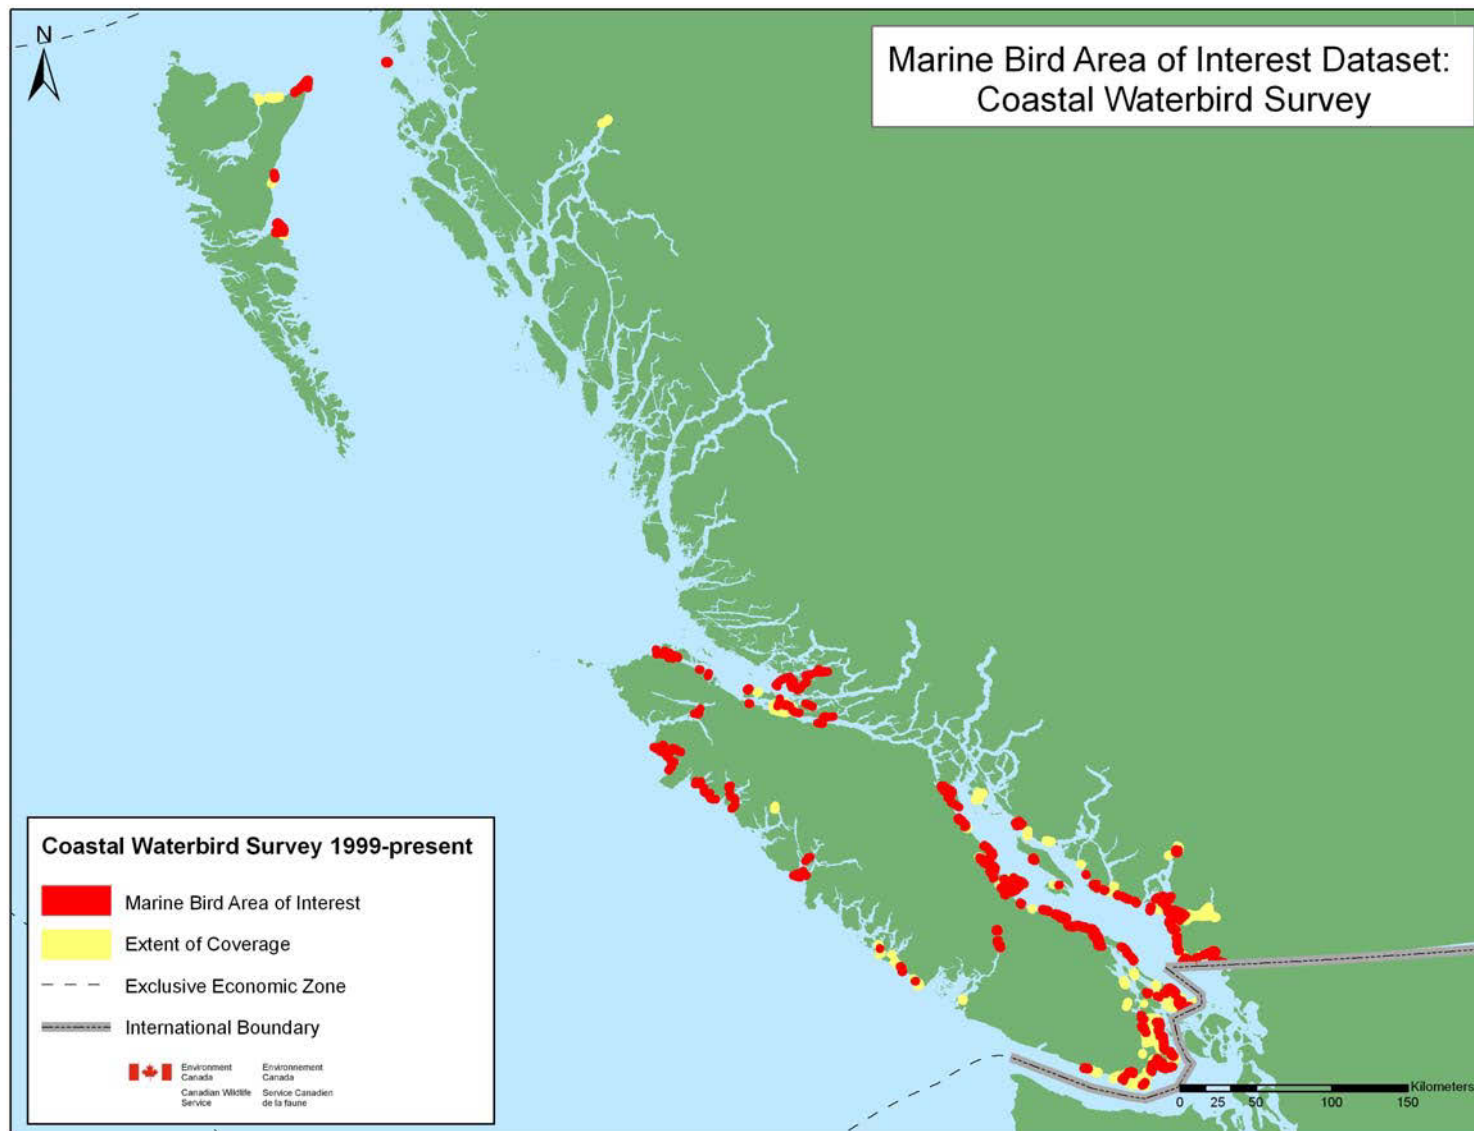 N
Marine Bird Area of Interest Dataset:
Coastal Waterbird Survey
Coastal Waterbird Survey 1999-present
Marine Bird Area of Interest
Extent of Coverage
Exclusive Economic Zone
International Boundary
Environment Environnement
Canada Canada
Canadian Wildlife Service Canadien
Service de la faune
Kilometers
0 25 50 100 150